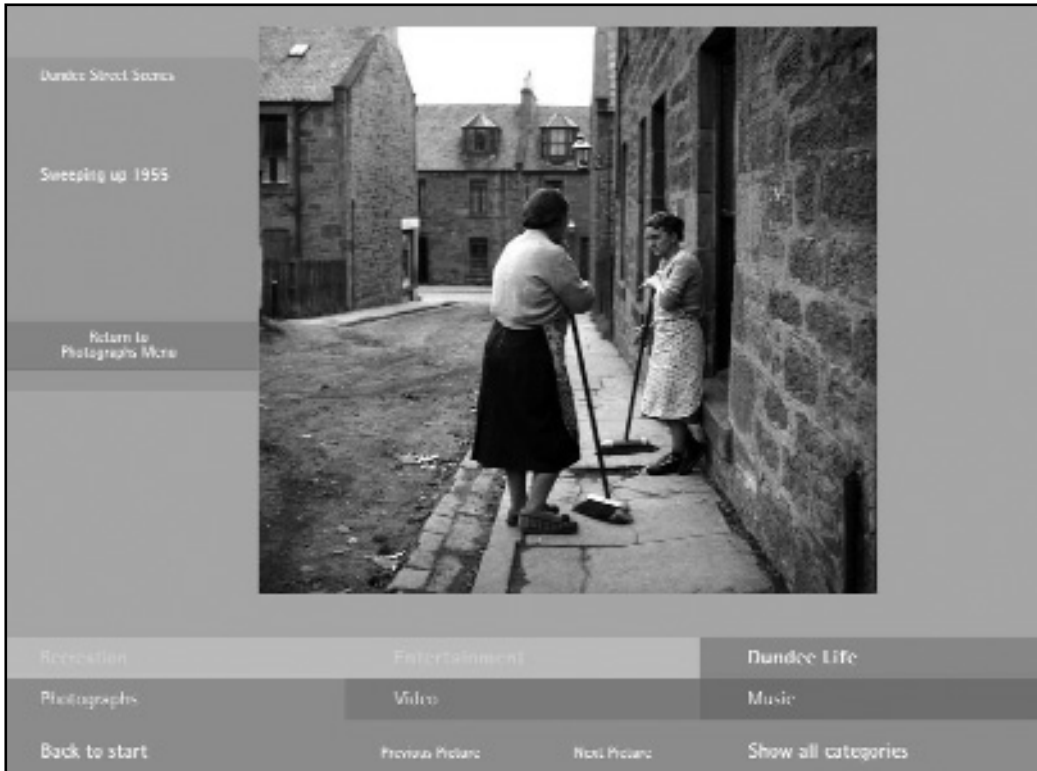 Dundee Street Scenes
Sweeping up 1955
Return to
Photographs Menu
Recreation
Entertainment
Dundee Life
Photographs
Video
Music
Back to start
Previous Picture
Next Picture
Show all categories